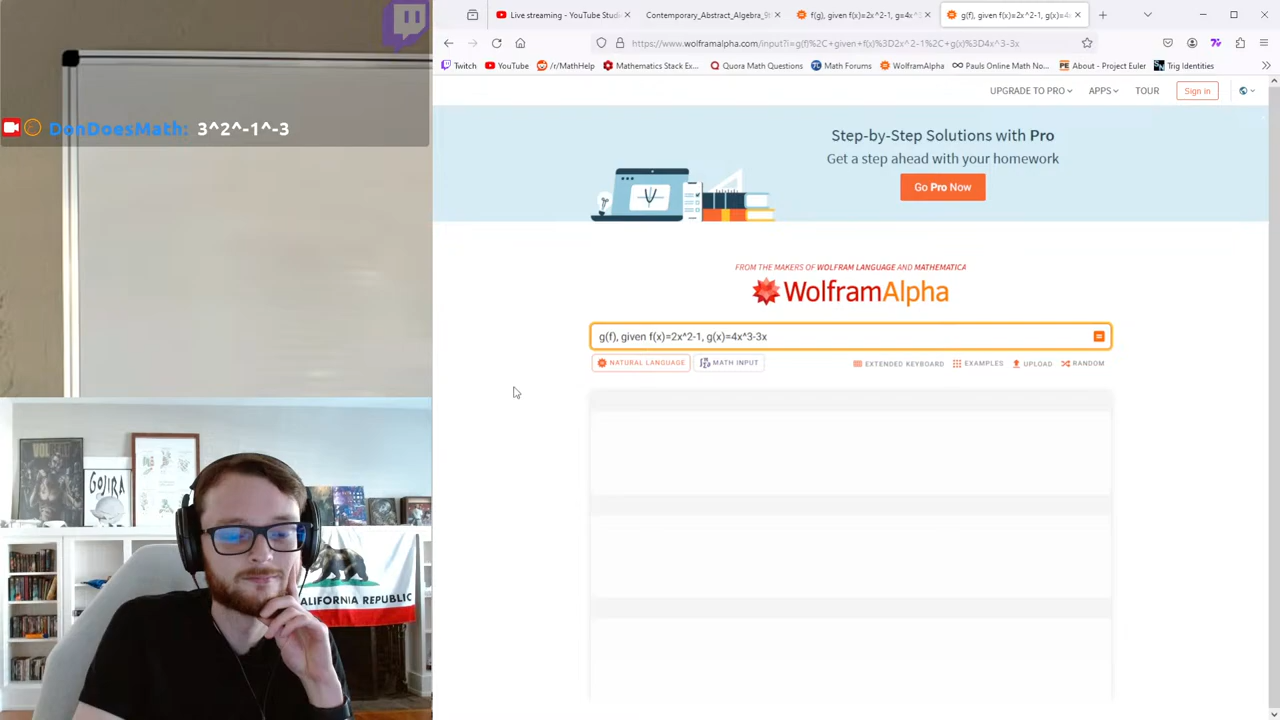 Live streaming - YouTube Studi
Contemporary_Abstract_Algebra_9t
f(g), given f(x)=2x^2-1, g=4x^3
g(f), given f(x)=2x^2-1, g(x)=4x
https://www.wolframalpha.com/input?i=g(f)%2C+given+f(x)%3D2x^2-1%2C+g(x)%3D4x^3-3x
Twitch
YouTube
/r/MathHelp
Mathematics Stack Ex...
Quora Math Questions
Math Forums
WolframAlpha
Pauls Online Math No...
About - Project Euler
Trig Identities
UPGRADE TO PRO
APPS
TOUR
Sign in
DonDoesMath: 3^2^-1^-3
Step-by-Step Solutions with Pro
Get a step ahead with your homework
Go Pro Now
FROM THE MAKERS OF WOLFRAM LANGUAGE AND MATHEMATICA
WolframAlpha
g(f), given f(x)=2x^2-1, g(x)=4x^3-3x
NATURAL LANGUAGE
MATH INPUT
EXTENDED KEYBOARD
EXAMPLES
UPLOAD
RANDOM
GOJIRA
ALIFORNIA REPUBLIC